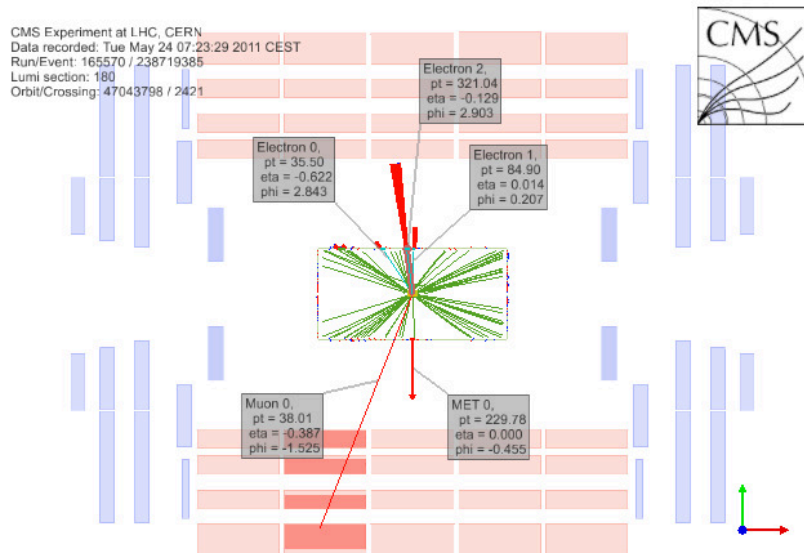 CMS Experiment at LHC, CERN
Data recorded: Tue May 24 07:23:29 2011 CEST
Run/Event: 165570 / 238719385
Lumi section: 180
Orbit/Crossing: 47043798 / 2421
CMS
Electron 2,
pt = 321.04
eta = -0.129
phi = 2.903
Electron 0,
pt = 35.50
eta = -0.622
phi = 2.843
Electron 1,
pt = 84.90
eta = 0.014
phi = 0.207
Muon 0,
pt = 38.01
eta = -0.387
phi = -1.525
MET 0,
pt = 229.78
eta = 0.000
phi = -0.455